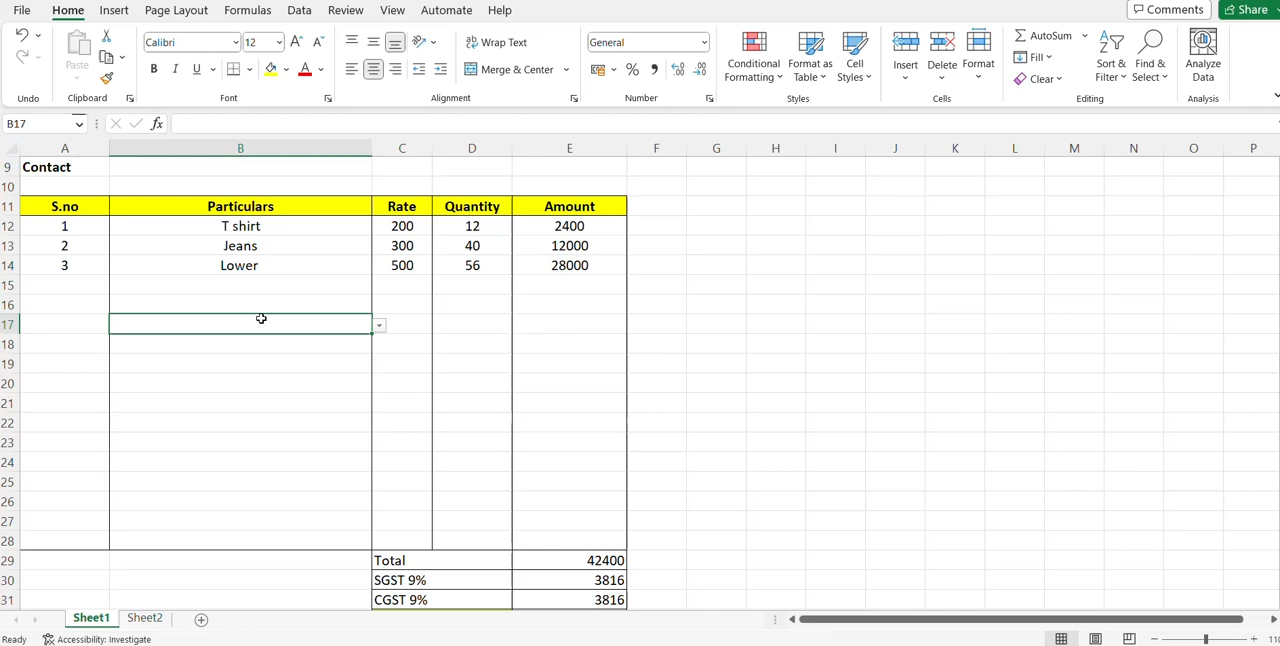 File Home Insert Page Layout Formulas Data Review View Automate Help Comments Share
Calibri 12 General
Paste B I U Wrap Text Merge & Center Conditional Formatting Format as Table Cell Styles Insert Delete Format AutoSum Fill Clear Sort & Filter Find & Select Analyze Data
Undo Clipboard Font Alignment Number Styles Cells Editing Analysis
B17 fx
A B C D E F G H I J K L M N O P
9 Contact
10
11 S.no Particulars Rate Quantity Amount
12 1 T shirt 200 12 2400
13 2 Jeans 300 40 12000
14 3 Lower 500 56 28000
15
16
17
18
19
20
21
22
23
24
25
26
27
28
29 Total 42400
30 SGST 9% 3816
31 CGST 9% 3816
Sheet1 Sheet2
Ready Accessibility: Investigate